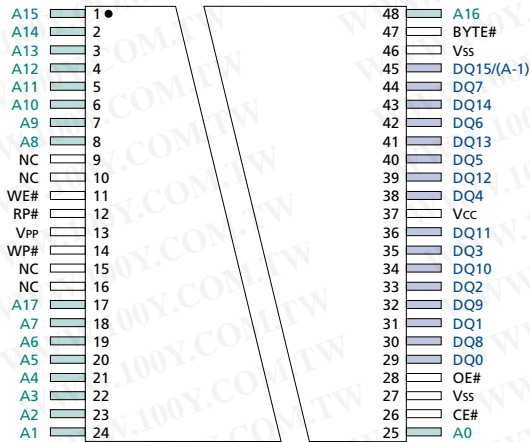 A15 1 48 A16
A14 2 47 BYTE#
A13 3 46 Vss
A12 4 45 DQ15/(A-1)
A11 5 44 DQ7
A10 6 43 DQ14
A9 7 42 DQ6
A8 8 41 DQ13
NC 9 40 DQ5
NC 10 39 DQ12
WE# 11 38 DQ4
RP# 12 37 VCC
VPP 13 36 DQ11
WP# 14 35 DQ3
NC 15 34 DQ10
NC 16 33 DQ2
A17 17 32 DQ9
A7 18 31 DQ1
A6 19 30 DQ8
A5 20 29 DQ0
A4 21 28 OE#
A3 22 27 Vss
A2 23 26 CE#
A1 24 25 A0
WWW.100Y.COM.TW